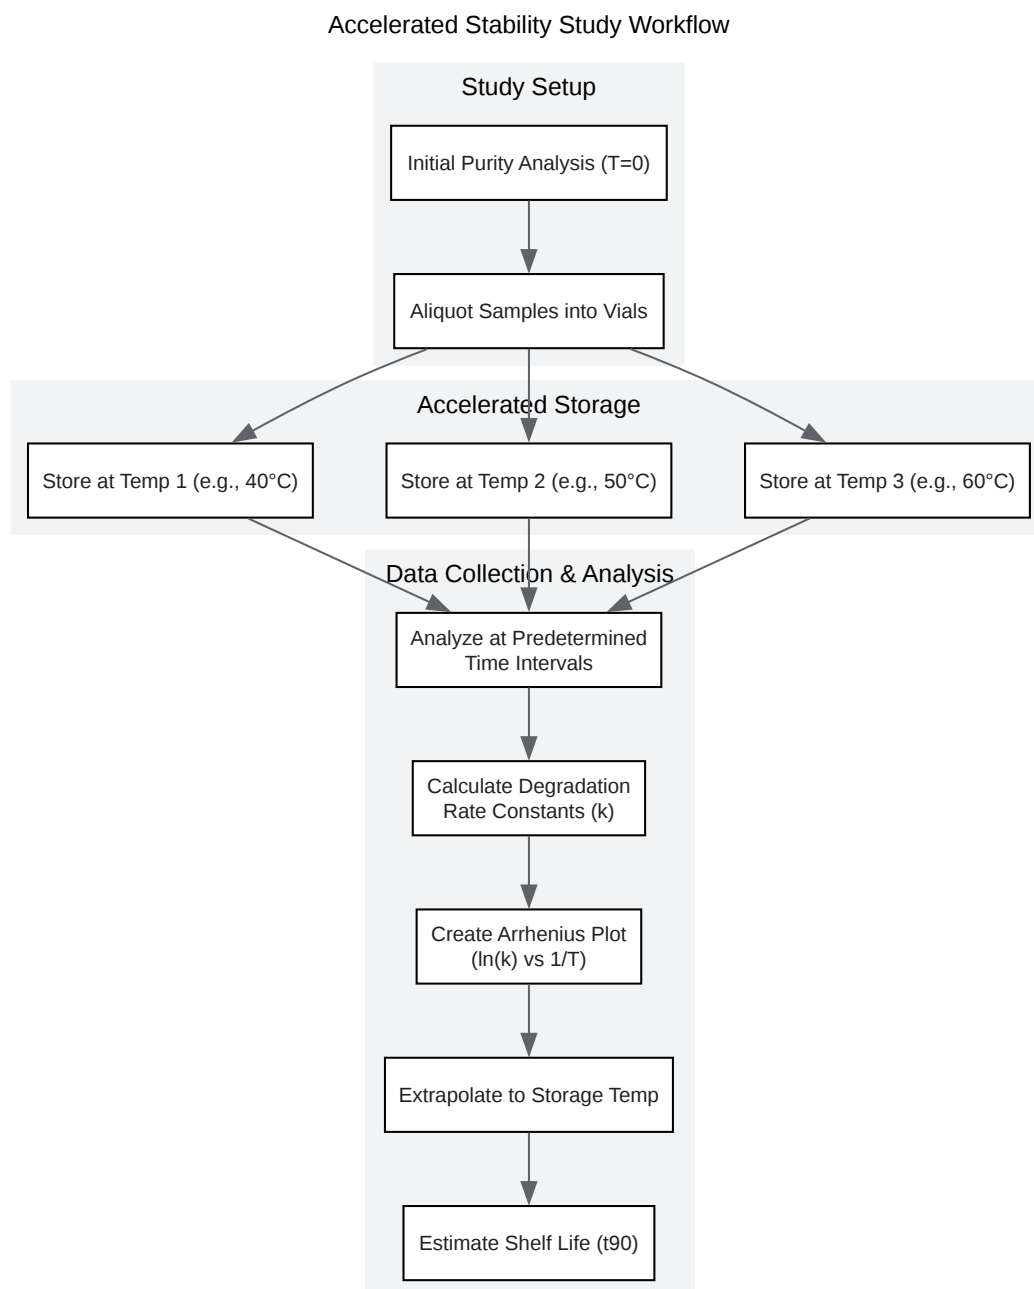 Accelerated Stability Study Workflow
Study Setup
Initial Purity Analysis (T=0)
Aliquot Samples into Vials
Accelerated Storage
Store at Temp 1 (e.g., 40°C)
Store at Temp 2 (e.g., 50°C)
Store at Temp 3 (e.g., 60°C)
Data Collection & Analysis
Analyze at Predetermined
Time Intervals
Calculate Degradation
Rate Constants (k)
Create Arrhenius Plot
(ln(k) vs 1/T)
Extrapolate to Storage Temp
Estimate Shelf Life (t90)